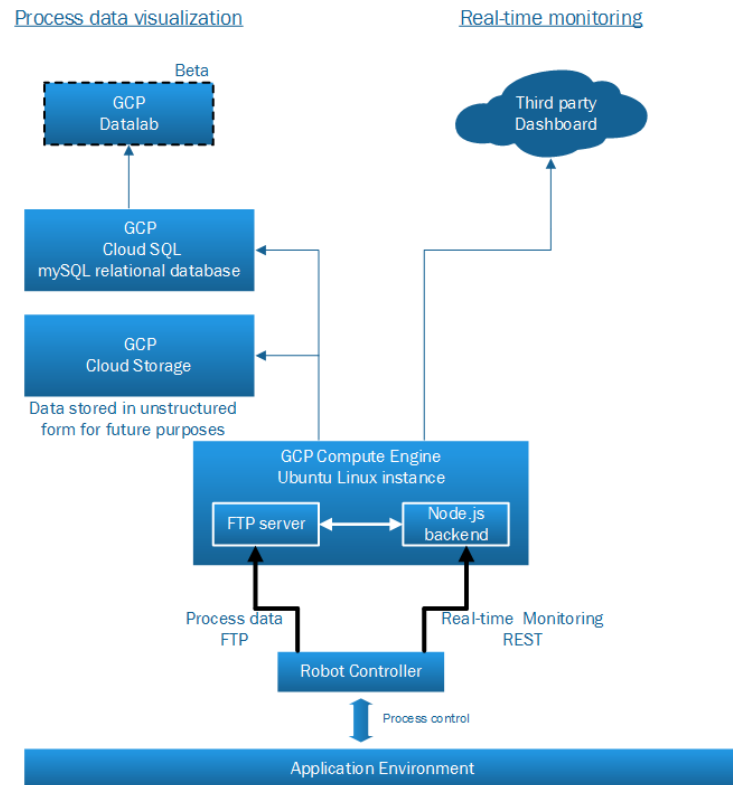 Process data visualization
Real-time monitoring
Beta
GCP
Datalab
Third party
Dashboard
GCP
Cloud SQL
mySQL relational database
GCP
Cloud Storage
Data stored in unstructured
form for future purposes
GCP Compute Engine
Ubuntu Linux instance
FTP server
Node.js
backend
Process data
FTP
Real-time Monitoring
REST
Robot Controller
Process control
Application Environment